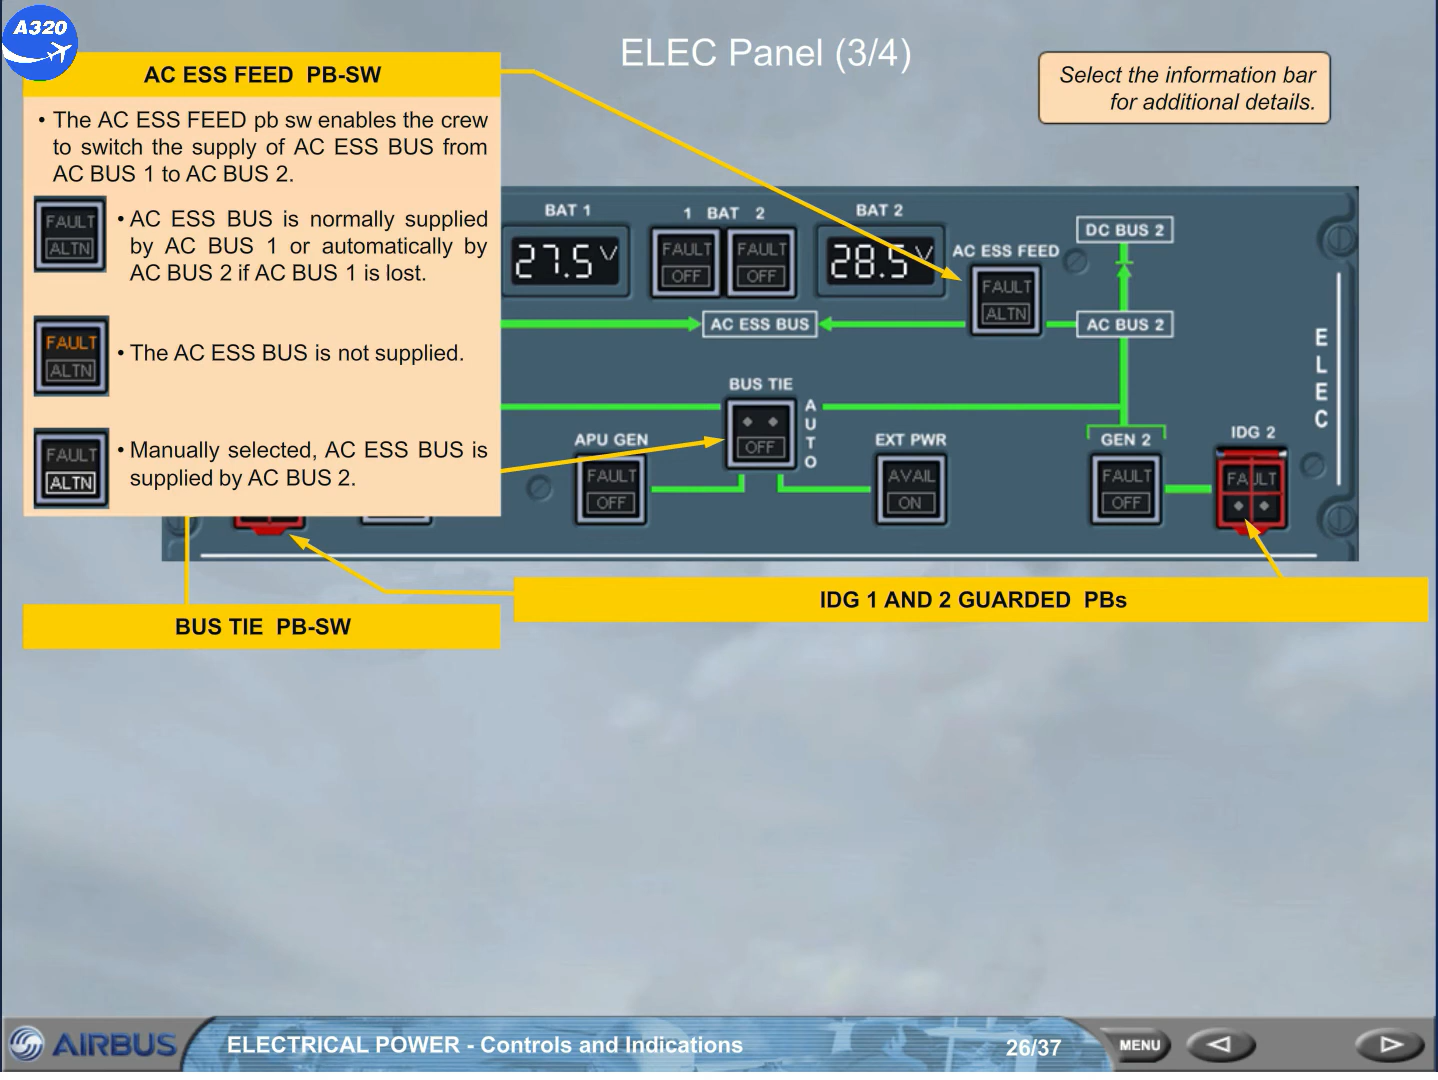 A320
ELEC Panel (3/4)
Select the information bar
for additional details.
AC ESS FEED PB-SW
• The AC ESS FEED pb sw enables the crew
to switch the supply of AC ESS BUS from
AC BUS 1 to AC BUS 2.
FAULT
ALTN
• AC ESS BUS is normally supplied
by AC BUS 1 or automatically by
AC BUS 2 if AC BUS 1 is lost.
FAULT
ALTN
• The AC ESS BUS is not supplied.
FAULT
ALTN
• Manually selected, AC ESS BUS is
supplied by AC BUS 2.
BAT 1
27.5 V
1 BAT 2
FAULT FAULT
OFF OFF
BAT 2
28.5 V
AC ESS FEED
FAULT
ALTN
DC BUS 2
AC ESS BUS
AC BUS 2
ELEC
BUS TIE
OFF
AUTO
APU GEN
FAULT
OFF
EXT PWR
AVAIL
ON
GEN 2
FAULT
OFF
IDG 2
FAULT
IDG 1 AND 2 GUARDED PBs
BUS TIE PB-SW
AIRBUS
ELECTRICAL POWER - Controls and Indications
26/37
MENU